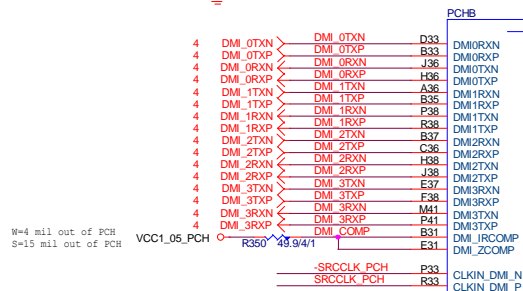 PCHB
4 DMI_0TXN DMI_0TXN D33 DMI0RXN
4 DMI_0TXP DMI_0TXP B33 DMI0RXP
4 DMI_0RXN DMI_0RXN J36 DMI0TXN
4 DMI_0RXP DMI_0RXP H36 DMI0TXP
4 DMI_1TXN DMI_1TXN A36 DMI1RXN
4 DMI_1TXP DMI_1TXP B35 DMI1RXP
4 DMI_1RXN DMI_1RXN P38 DMI1TXN
4 DMI_1RXP DMI_1RXP R38 DMI1TXP
4 DMI_2TXN DMI_2TXN B37 DMI2RXN
4 DMI_2TXP DMI_2TXP C36 DMI2RXP
4 DMI_2RXN DMI_2RXN H38 DMI2TXN
4 DMI_2RXP DMI_2RXP J38 DMI2TXP
4 DMI_3TXN DMI_3TXN E37 DMI3RXN
4 DMI_3TXP DMI_3TXP F38 DMI3RXP
4 DMI_3RXN DMI_3RXN M41 DMI3TXN
4 DMI_3RXP DMI_3RXP P41 DMI3TXP
W=4 mil out of PCH
S=15 mil out of PCH
VCC1_05_PCH R350 49.9/4/1 DMI_COMP B31 DMI_IRCOMP
E31 DMI_ZCOMP
-SRCCLK_PCH P33 CLKIN_DMI_N
SRCCLK_PCH R33 CLKIN_DMI_P